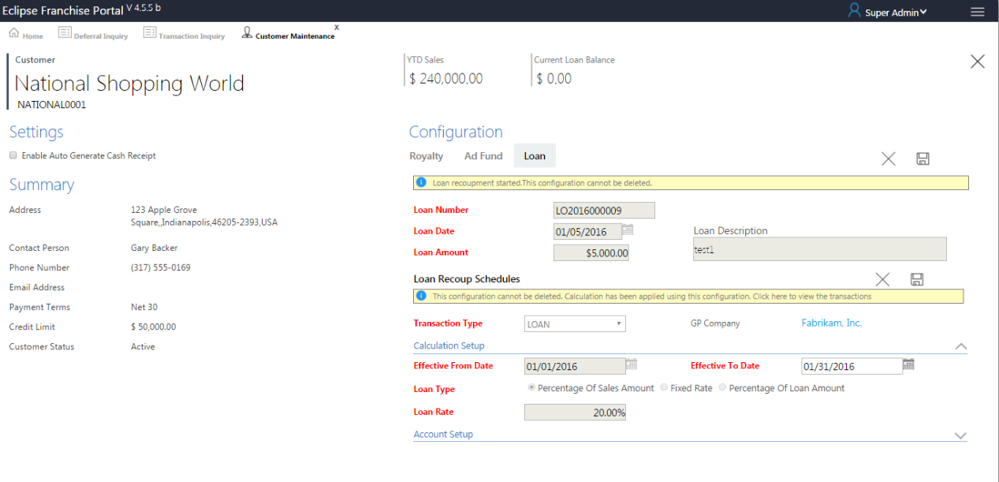 Eclipse Franchise Portal V 4.5.5 b
Super Admin
Home Deferral Inquiry Transaction Inquiry Customer Maintenance x
Customer
National Shopping World
NATIONAL0001
YTD Sales
$ 240,000.00
Current Loan Balance
$ 0.00
Settings
Enable Auto Generate Cash Receipt
Summary
Address 123 Apple Grove
Square,,Indianapolis,46205-2393,USA
Contact Person Gary Backer
Phone Number (317) 555-0169
Email Address
Payment Terms Net 30
Credit Limit $ 50,000.00
Customer Status Active
Configuration
Royalty Ad Fund Loan
Loan recoupment started.This configuration cannot be deleted.
Loan Number LO2016000009
Loan Date 01/05/2016 Loan Description
Loan Amount $5,000.00 test1
Loan Recoup Schedules
This configuration cannot be deleted. Calculation has been applied using this configuration. Click here to view the transactions
Transaction Type LOAN GP Company Fabrikam, Inc.
Calculation Setup
Effective From Date 01/01/2016 Effective To Date 01/31/2016
Loan Type Percentage Of Sales Amount Fixed Rate Percentage Of Loan Amount
Loan Rate 20.00%
Account Setup